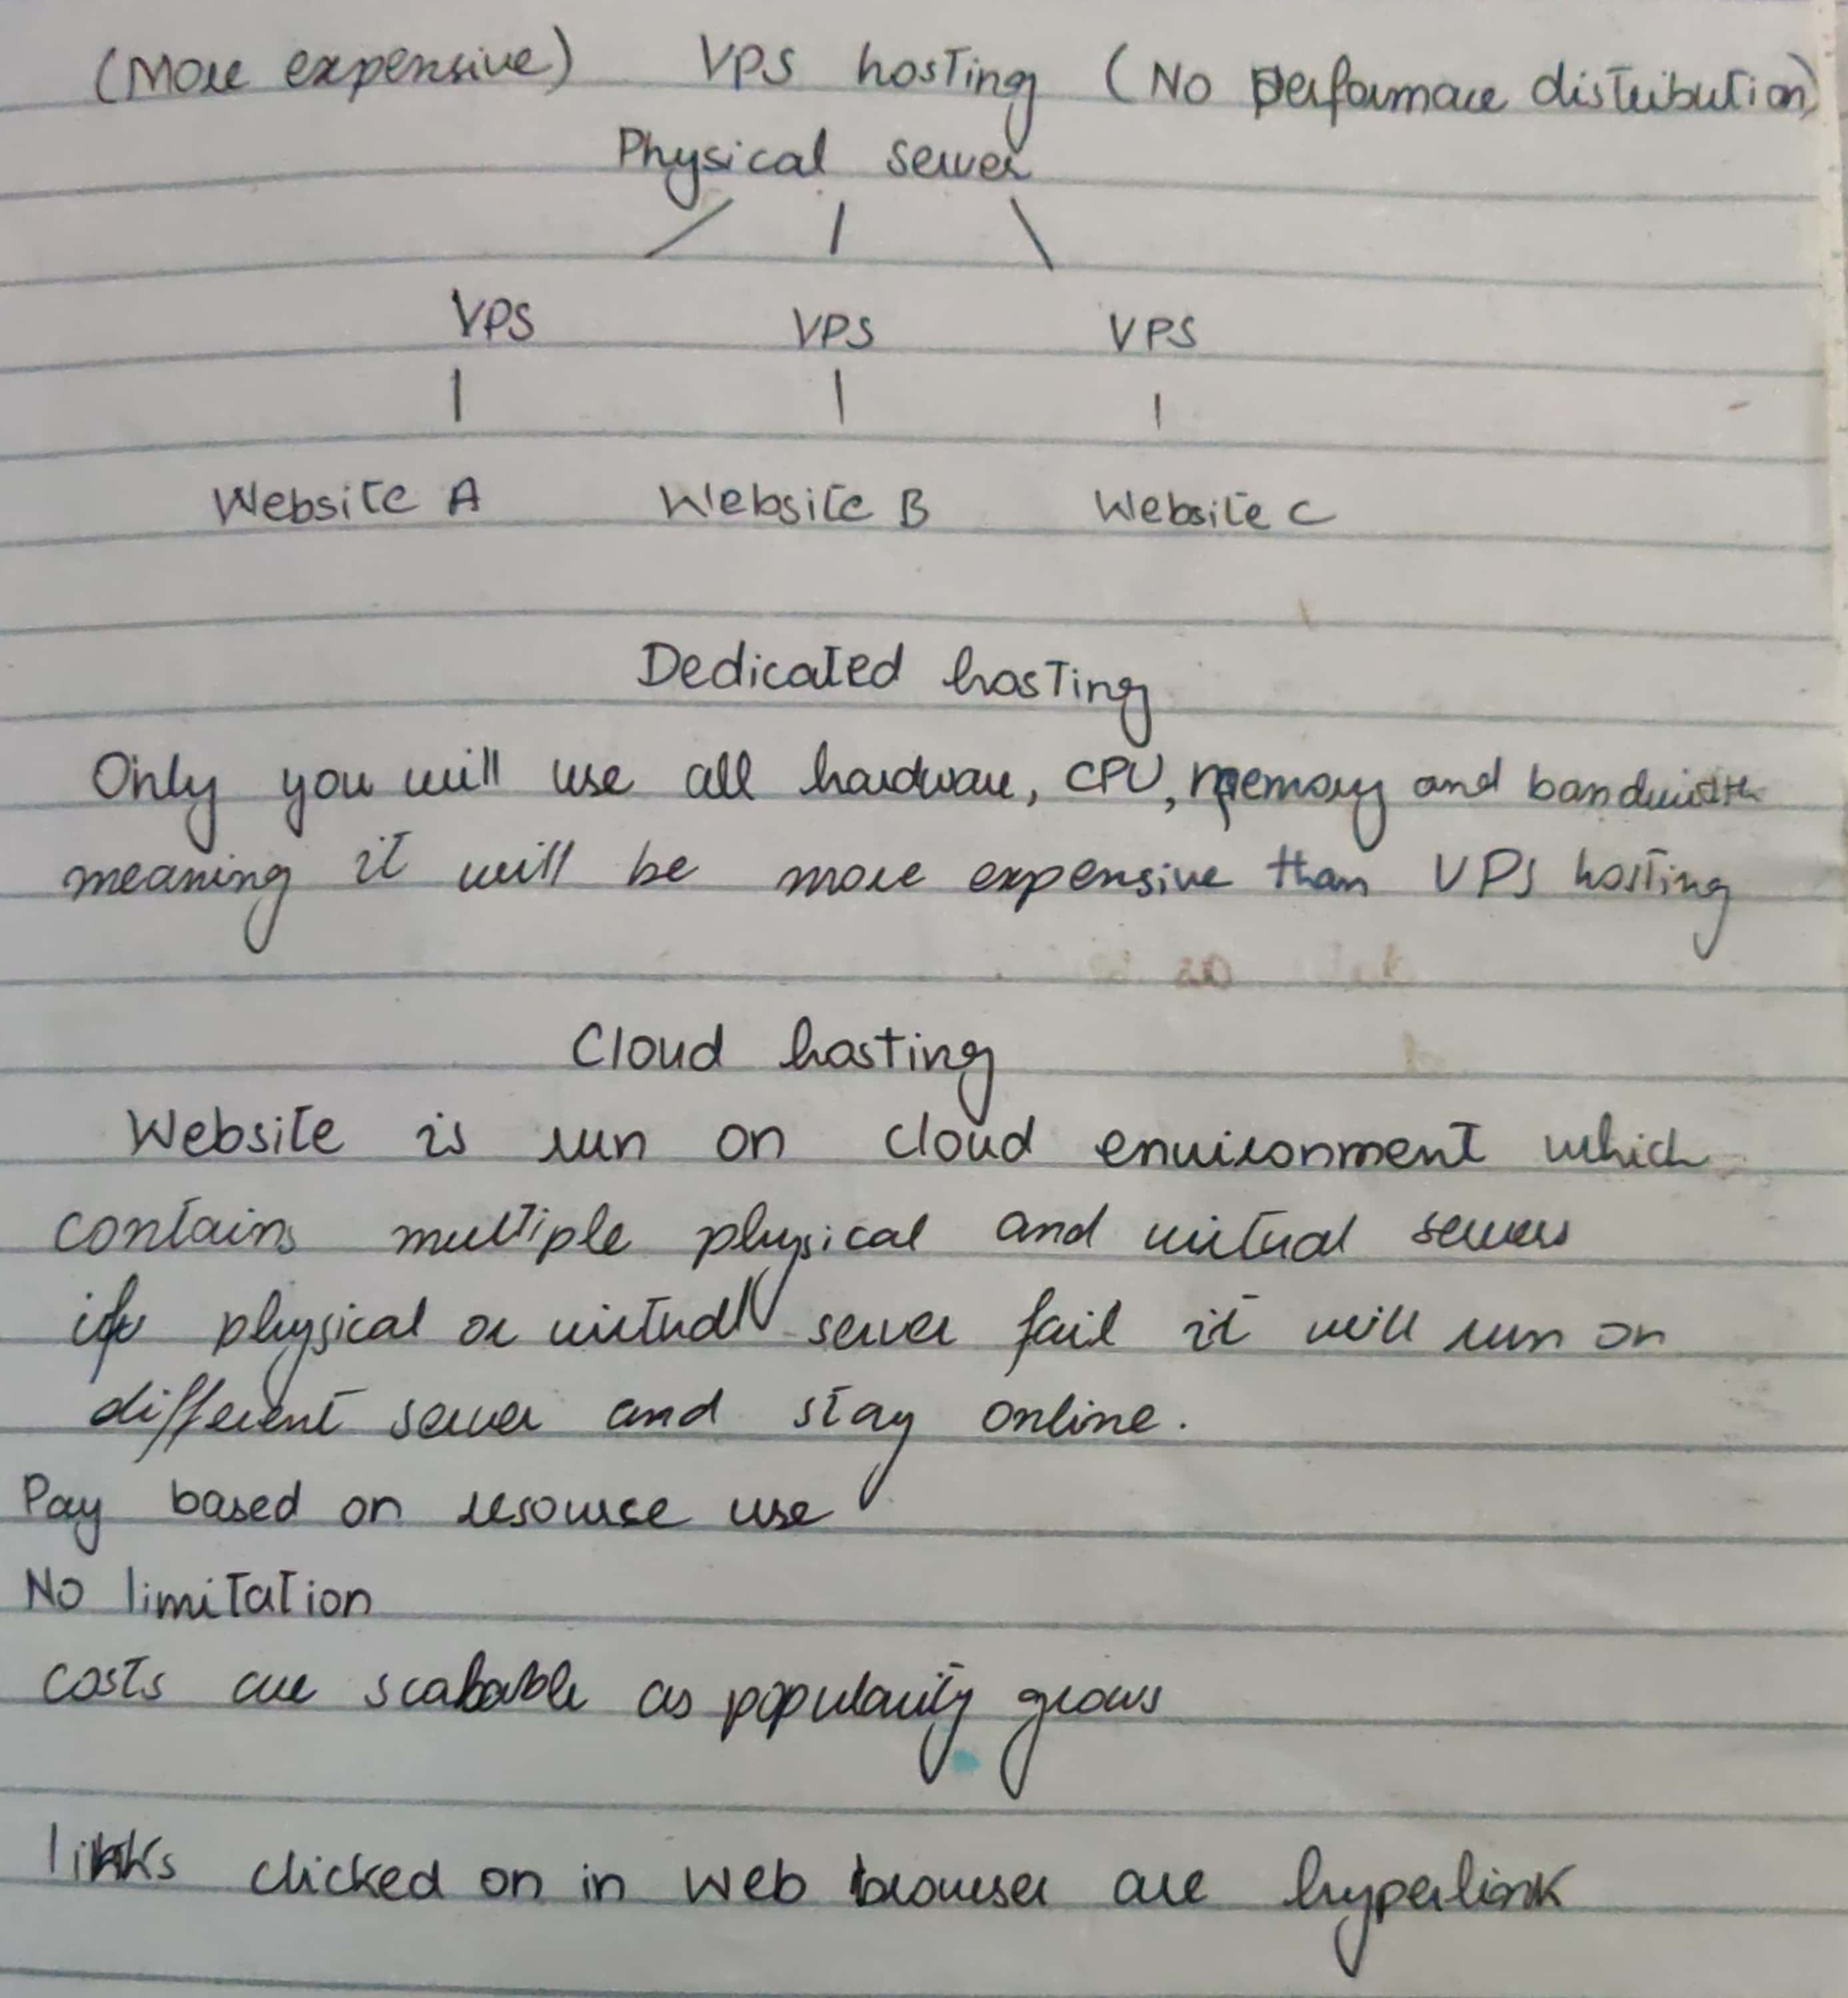 (More expensive) VPS hosting (No performace distribution)
Physical server
VPS VPS VPS
Website A Website B Website C
Dedicated hosting
Only you will use all hardware, CPU, memory and bandwidth
meaning it will be more expensive than VPS hosting
Cloud hosting
Website is run on cloud environment which
contains multiple physical and virtual servers
if physical or virtual server fail it will run on
different server and stay online.
Pay based on resource use
No limitation
costs are scalable as popularity grows
links clicked on in web browser are hyperlink